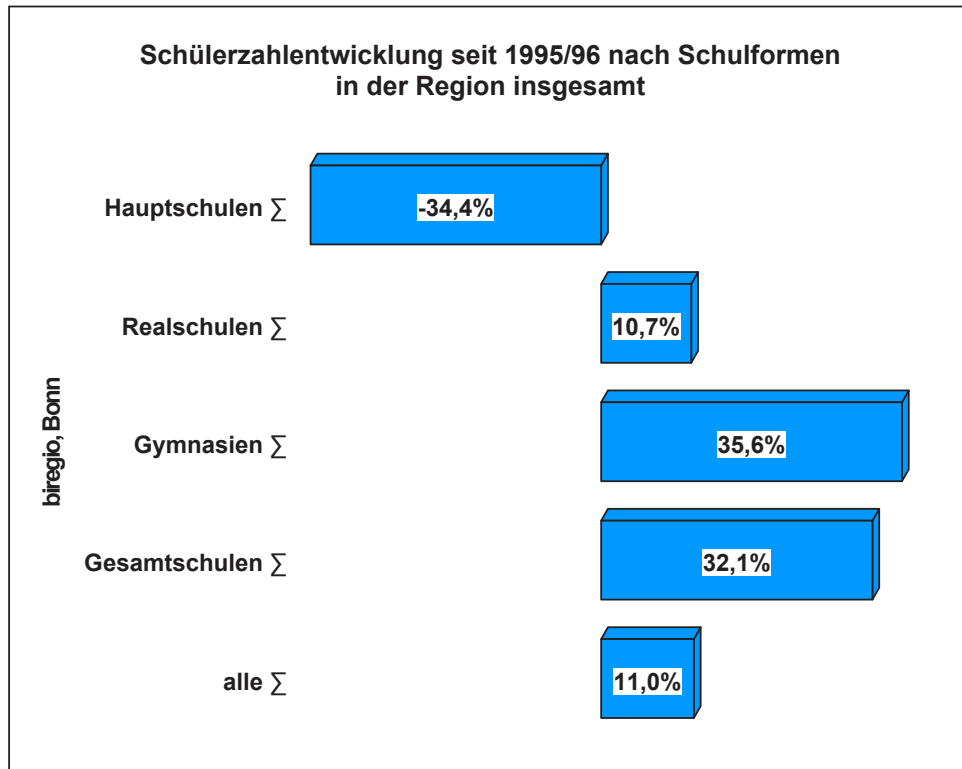 Schülerzahlentwicklung seit 1995/96 nach Schulformen
in der Region insgesamt
Hauptschulen ∑
-34,4%
Realschulen ∑
10,7%
Gymnasien ∑
35,6%
Gesamtschulen ∑
32,1%
alle ∑
11,0%
biregio, Bonn